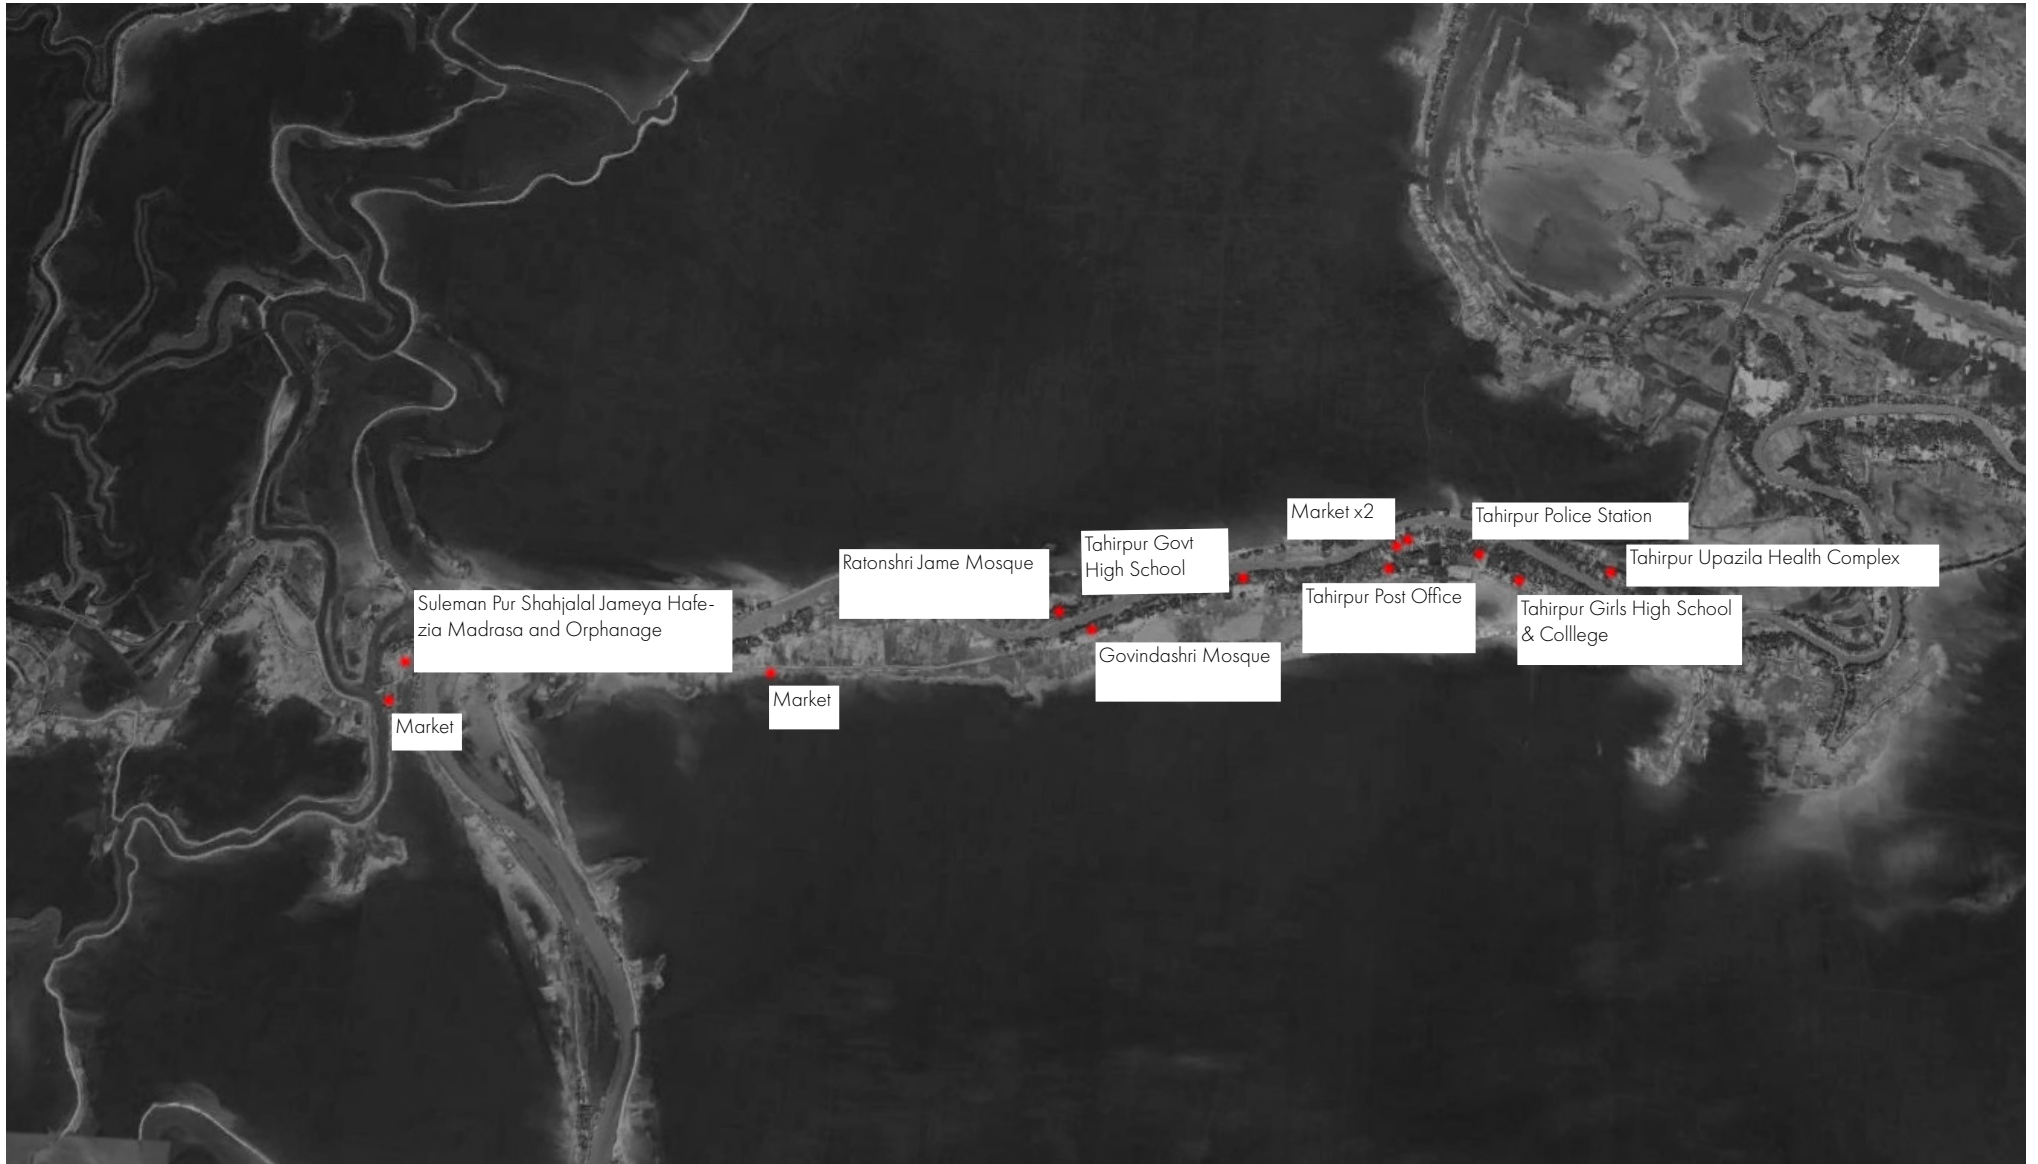 Market x2
Tahirpur Police Station
Tahirpur Govt
High School
Ratonshri Jame Mosque
Tahirpur Upazila Health Complex
Suleman Pur Shahjalal Jameya Hafe-
zia Madrasa and Orphanage
Tahirpur Post Office
Tahirpur Girls High School
& Colllege
Govindashri Mosque
Market
Market